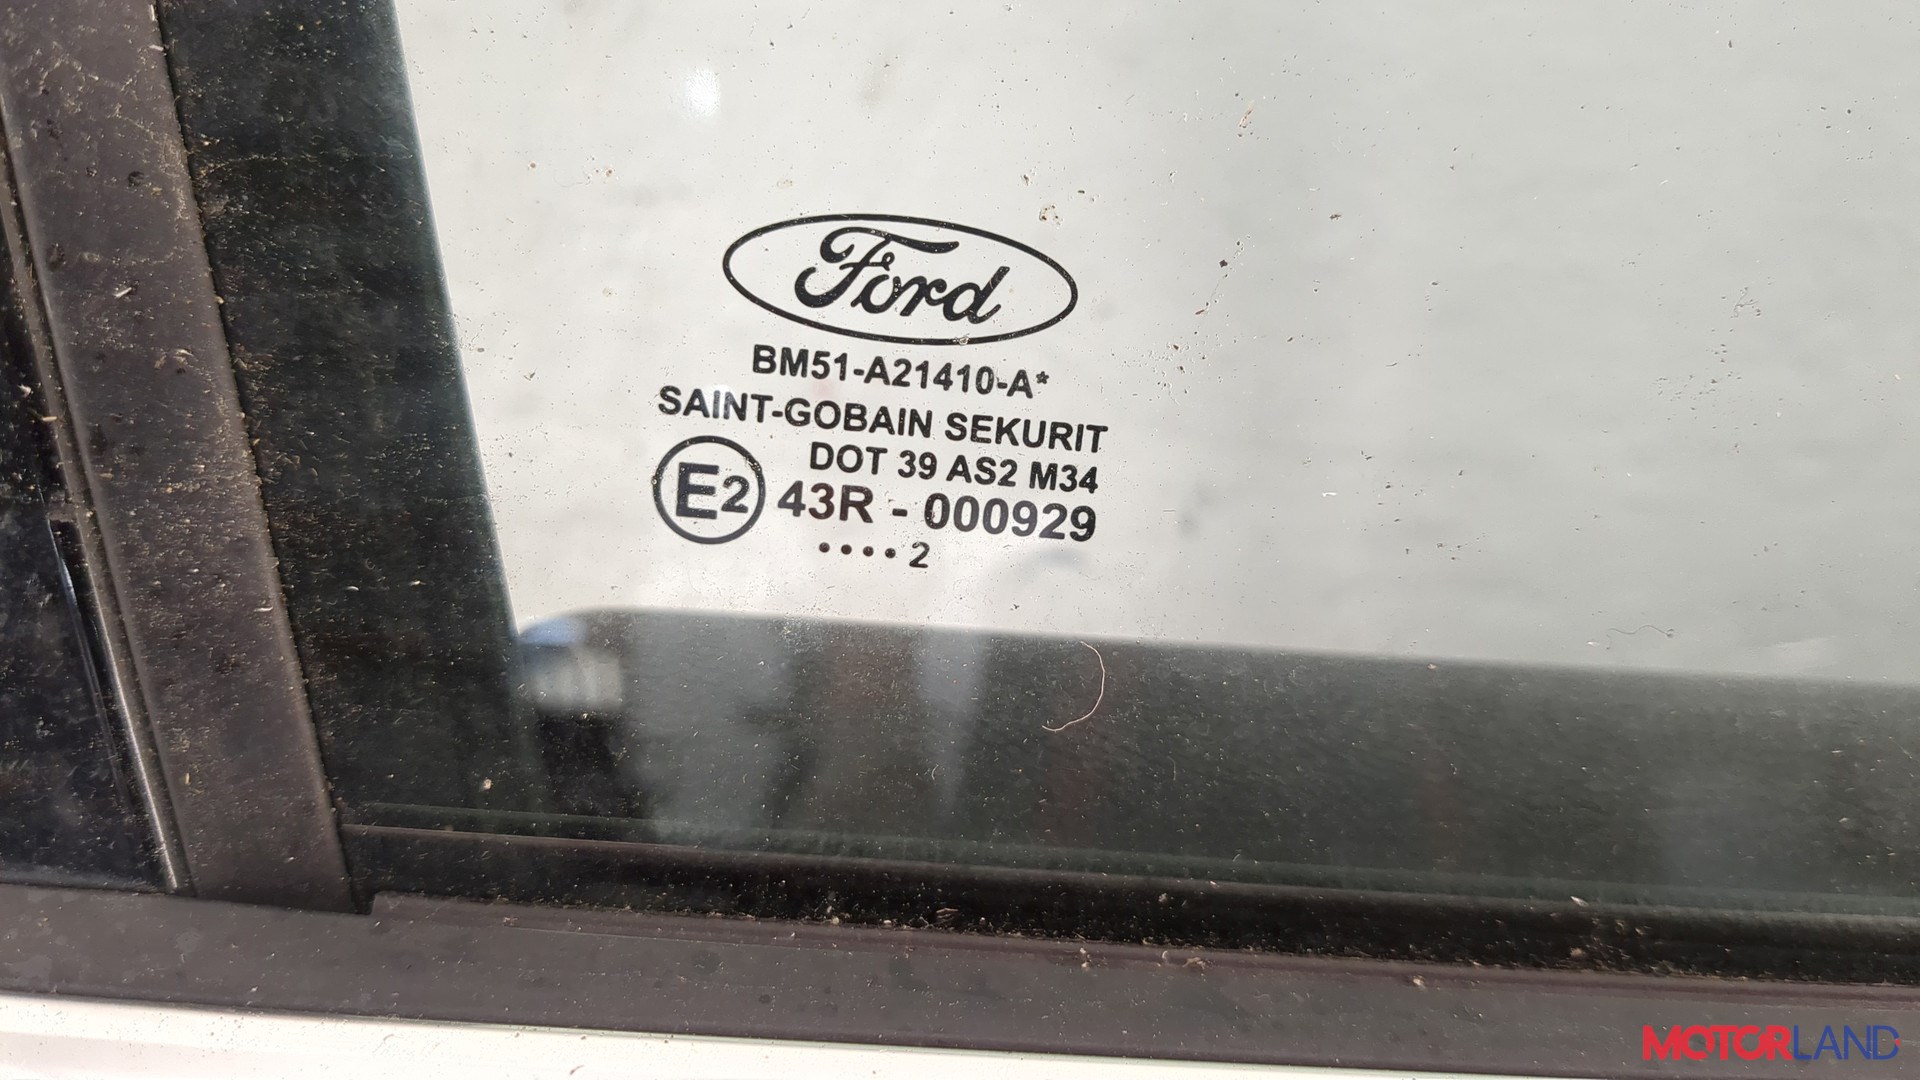 Ford
BM51-A21410-A*
SAINT-GOBAIN SEKURIT
DOT 39 AS2 M34
E2 43R - 000929
•••• 2
MOTORLAND